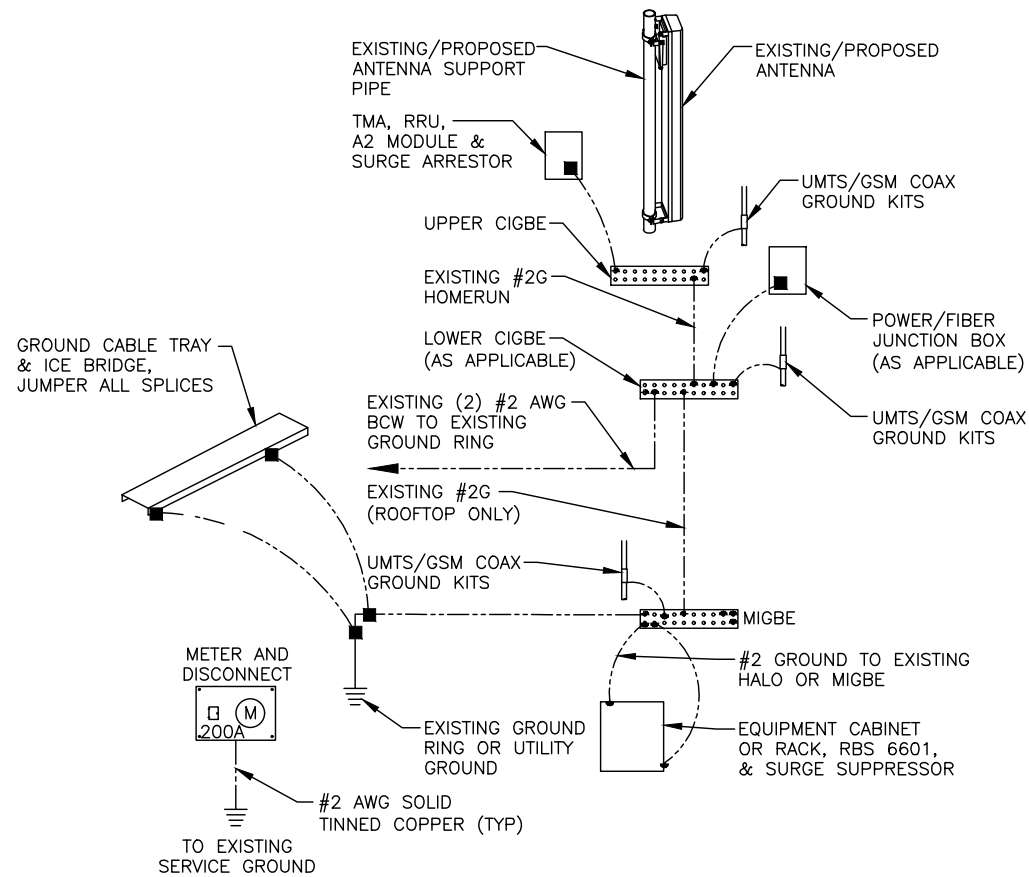 EXISTING/PROPOSED
ANTENNA SUPPORT
PIPE
EXISTING/PROPOSED
ANTENNA
TMA, RRU,
A2 MODULE &
SURGE ARRESTOR
UMTS/GSM COAX
GROUND KITS
UPPER CIGBE
EXISTING #2G
HOMERUN
POWER/FIBER
JUNCTION BOX
(AS APPLICABLE)
LOWER CIGBE
(AS APPLICABLE)
GROUND CABLE TRAY
& ICE BRIDGE,
JUMPER ALL SPLICES
EXISTING (2) #2 AWG
BCW TO EXISTING
GROUND RING
UMTS/GSM COAX
GROUND KITS
EXISTING #2G
(ROOFTOP ONLY)
UMTS/GSM COAX
GROUND KITS
MIGBE
METER AND
DISCONNECT
M
200A
#2 GROUND TO EXISTING
HALO OR MIGBE
EXISTING GROUND
RING OR UTILITY
GROUND
EQUIPMENT CABINET
OR RACK, RBS 6601,
& SURGE SUPPRESSOR
#2 AWG SOLID
TINNED COPPER (TYP)
TO EXISTING
SERVICE GROUND